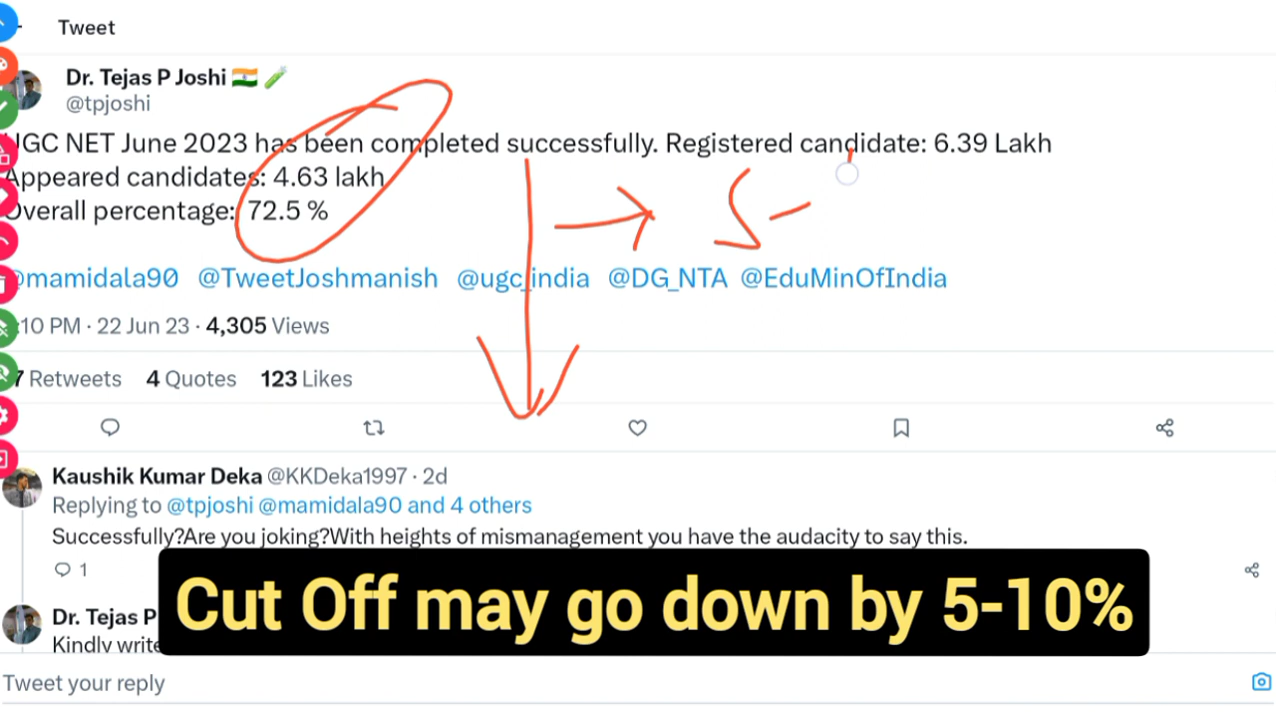 Tweet
Dr. Tejas P Joshi
@tpjoshi
UGC NET June 2023 has been completed successfully. Registered candidate: 6.39 Lakh
Appeared candidates: 4.63 lakh
Overall percentage: 72.5 %
@mamidala90 @TweetJoshmanish @ugc_india @DG_NTA @EduMinOfIndia
:10 PM · 22 Jun 23 · 4,305 Views
7 Retweets 4 Quotes 123 Likes
5-
Kaushik Kumar Deka @KKDeka1997 · 2d
Replying to @tpjoshi @mamidala90 and 4 others
Successfully?Are you joking?With heights of mismanagement you have the audacity to say this.
1
Cut Off may go down by 5-10%
Dr. Tejas P
Kindly write
Tweet your reply